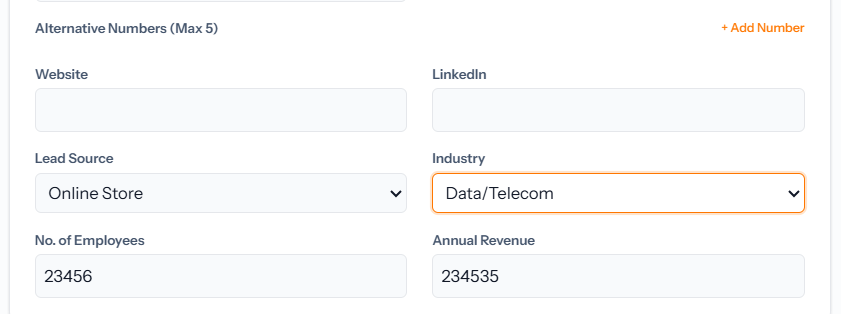 Alternative Numbers (Max 5) + Add Number
Website LinkedIn
Lead Source Industry
Online Store Data/Telecom
No. of Employees Annual Revenue
23456 234535